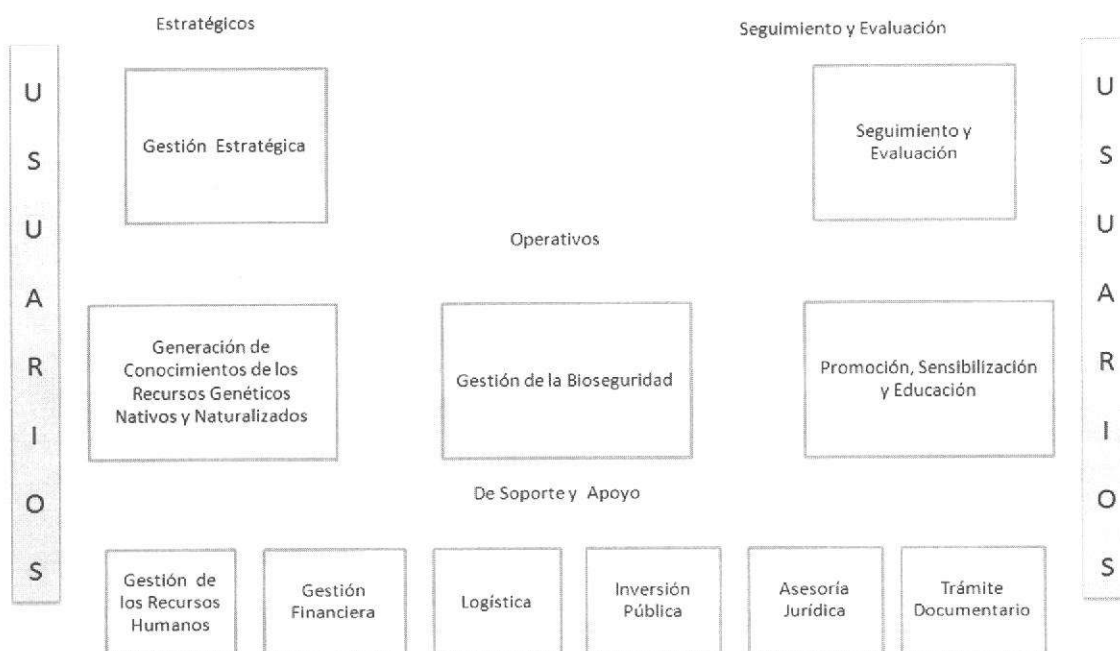 Estratégicos
Seguimiento y Evaluación
U
S
U
A
R
I
O
S
Gestión Estratégica
Seguimiento y
Evaluación
Operativos
Generación de
Conocimientos de los
Recursos Genéticos
Nativos y Naturalizados
Gestión de la Bioseguridad
Promoción, Sensibilización
y Educación
De Soporte y Apoyo
Gestión de
los Recursos
Humanos
Gestión
Financiera
Logística
Inversión
Pública
Asesoría
Jurídica
Trámite
Documentario
U
S
U
A
R
I
O
S